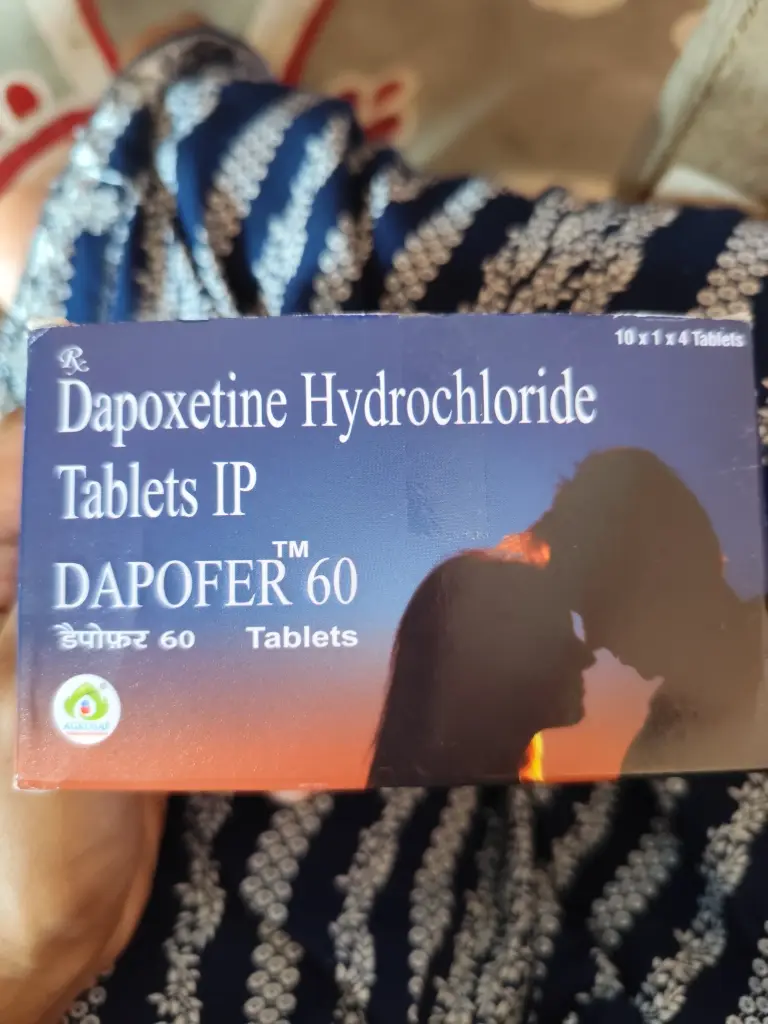 Rx
10 x 1 x 4 Tablets
Dapoxetine Hydrochloride
Tablets IP
DAPOFER™ 60
डैपोफ़र 60 Tablets